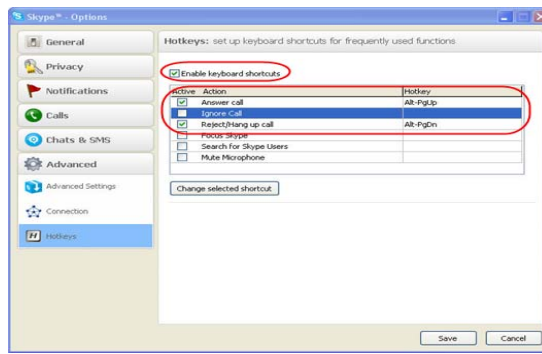 Skype™ - Options
General
Privacy
Notifications
Calls
Chats & SMS
Advanced
Advanced Settings
Connection
H Hotkeys
Hotkeys: set up keyboard shortcuts for frequently used functions
Enable keyboard shortcuts
Active Action Hotkey
Answer call Alt-PgUp
Ignore Call
Reject/Hang up call Alt-PgDn
Focus Skype
Search for Skype Users
Mute Microphone
Change selected shortcut
Save Cancel